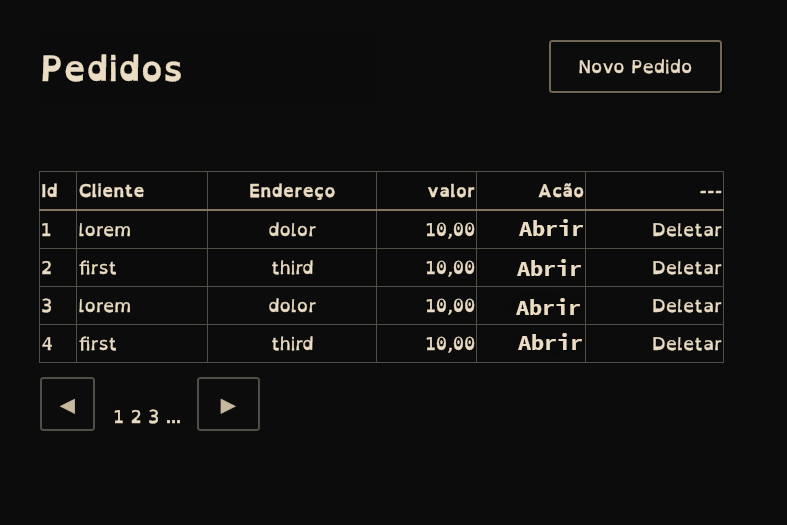 Pedidos
Novo Pedido
Id Cliente Endereço valor Acão ---
1 lorem dolor 10,00 Abrir Deletar
2 first third 10,00 Abrir Deletar
3 lorem dolor 10,00 Abrir Deletar
4 first third 10,00 Abrir Deletar
◀ 1 2 3 ... ▶